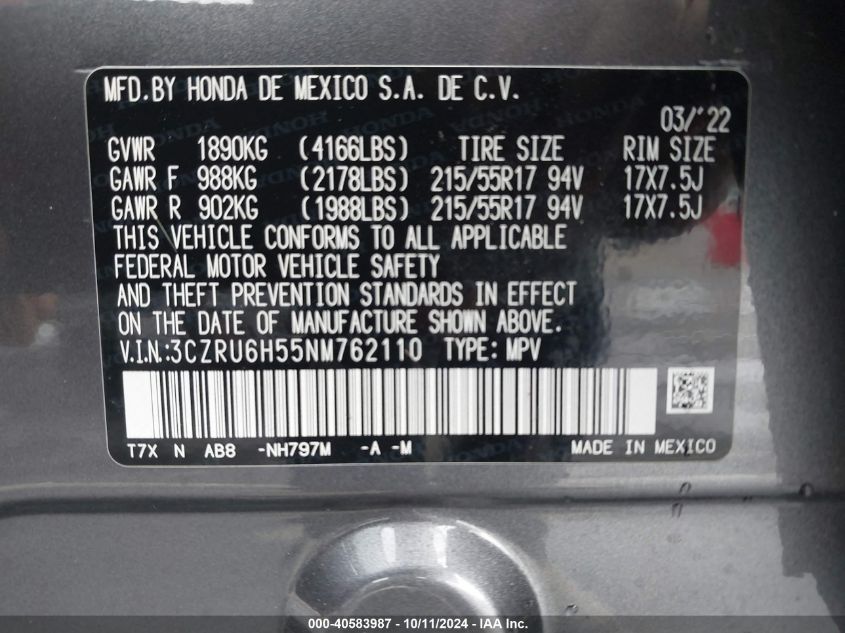 MFD.BY HONDA DE MEXICO S.A. DE C.V.
03/'22
GVWR 1890KG (4166LBS) TIRE SIZE RIM SIZE
GAWR F 988KG (2178LBS) 215/55R17 94V 17X7.5J
GAWR R 902KG (1988LBS) 215/55R17 94V 17X7.5J
THIS VEHICLE CONFORMS TO ALL APPLICABLE
FEDERAL MOTOR VEHICLE SAFETY
AND THEFT PREVENTION STANDARDS IN EFFECT
ON THE DATE OF MANUFACTURE SHOWN ABOVE.
V.I.N.:3CZRU6H55NM762110 TYPE: MPV
T7X N AB8 -NH797M -A -M MADE IN MEXICO
000-40583987 - 10/11/2024 - IAA Inc.